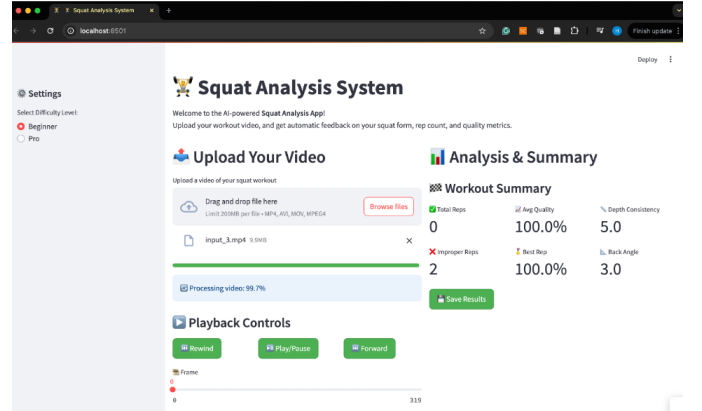 Squat Analysis System
localhost:8501
Finish update
Deploy
Settings
Select Difficulty Level:
Beginner
Pro
Squat Analysis System
Welcome to the AI-powered Squat Analysis App!
Upload your workout video, and get automatic feedback on your squat form, rep count, and quality metrics.
Upload Your Video
Upload a video of your squat workout
Drag and drop file here
Limit 200MB per file • MP4, AVI, MOV, MPEG4
Browse files
input_3.mp4 9.9MB
Processing video: 99.7%
Playback Controls
Rewind
Play/Pause
Forward
Frame
0
0
319
Analysis & Summary
Workout Summary
Total Reps
0
Avg Quality
100.0%
Depth Consistency
5.0
Improper Reps
2
Best Rep
100.0%
Back Angle
3.0
Save Results